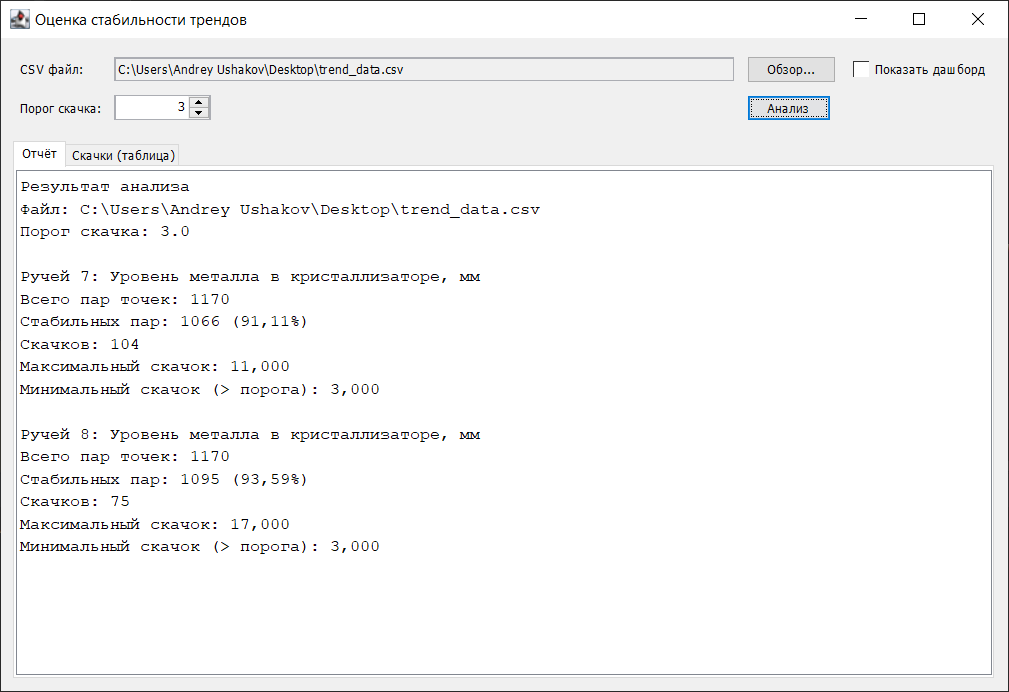 Оценка стабильности трендов
CSV файл: C:\Users\Andrey Ushakov\Desktop\trend_data.csv Обзор... Показать дашборд
Порог скачка: 3 Анализ
Отчёт Скачки (таблица)
Результат анализа
Файл: C:\Users\Andrey Ushakov\Desktop\trend_data.csv
Порог скачка: 3.0
Ручей 7: Уровень металла в кристаллизаторе, мм
Всего пар точек: 1170
Стабильных пар: 1066 (91,11%)
Скачков: 104
Максимальный скачок: 11,000
Минимальный скачок (> порога): 3,000
Ручей 8: Уровень металла в кристаллизаторе, мм
Всего пар точек: 1170
Стабильных пар: 1095 (93,59%)
Скачков: 75
Максимальный скачок: 17,000
Минимальный скачок (> порога): 3,000